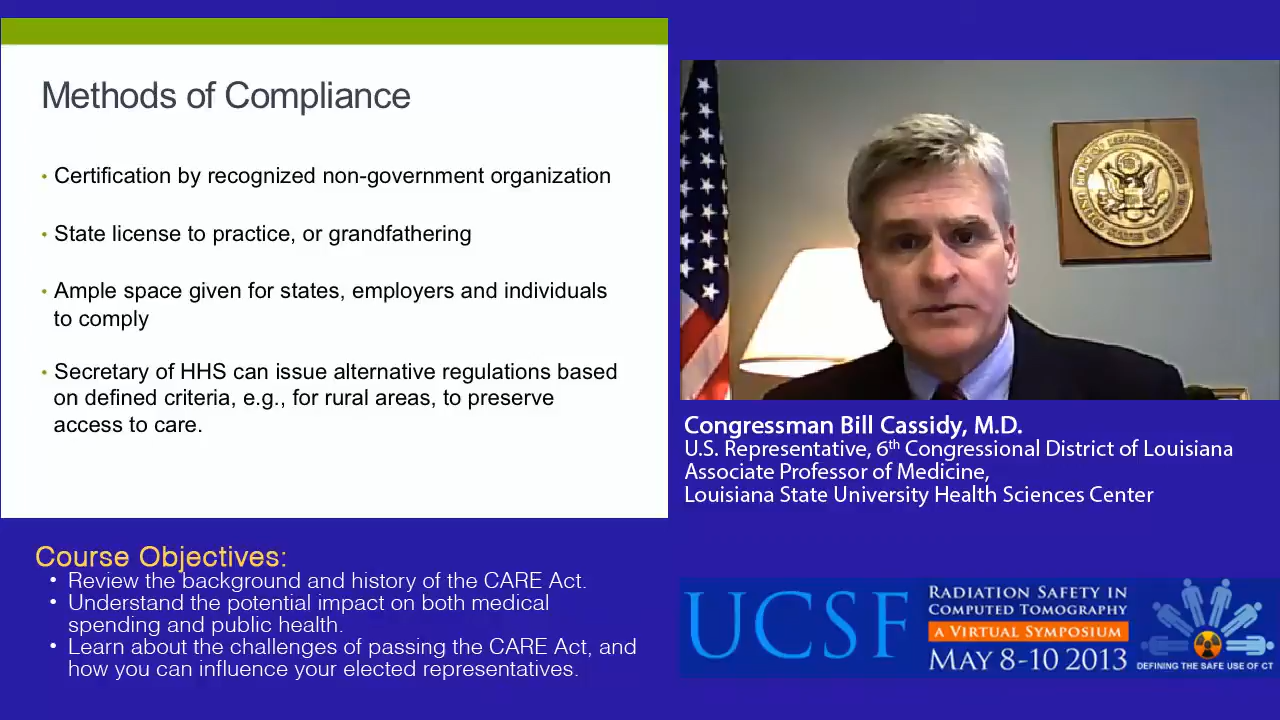 Methods of Compliance
• Certification by recognized non-government organization
• State license to practice, or grandfathering
• Ample space given for states, employers and individuals
to comply
• Secretary of HHS can issue alternative regulations based
on defined criteria, e.g., for rural areas, to preserve
access to care.
Congressman Bill Cassidy, M.D.
U.S. Representative, 6th Congressional District of Louisiana
Associate Professor of Medicine,
Louisiana State University Health Sciences Center
Course Objectives:
• Review the background and history of the CARE Act.
• Understand the potential impact on both medical
spending and public health.
• Learn about the challenges of passing the CARE Act, and
how you can influence your elected representatives.
UCSF
RADIATION SAFETY IN
COMPUTED TOMOGRAPHY
A VIRTUAL SYMPOSIUM
MAY 8-10 2013
DEFINING THE SAFE USE OF CT